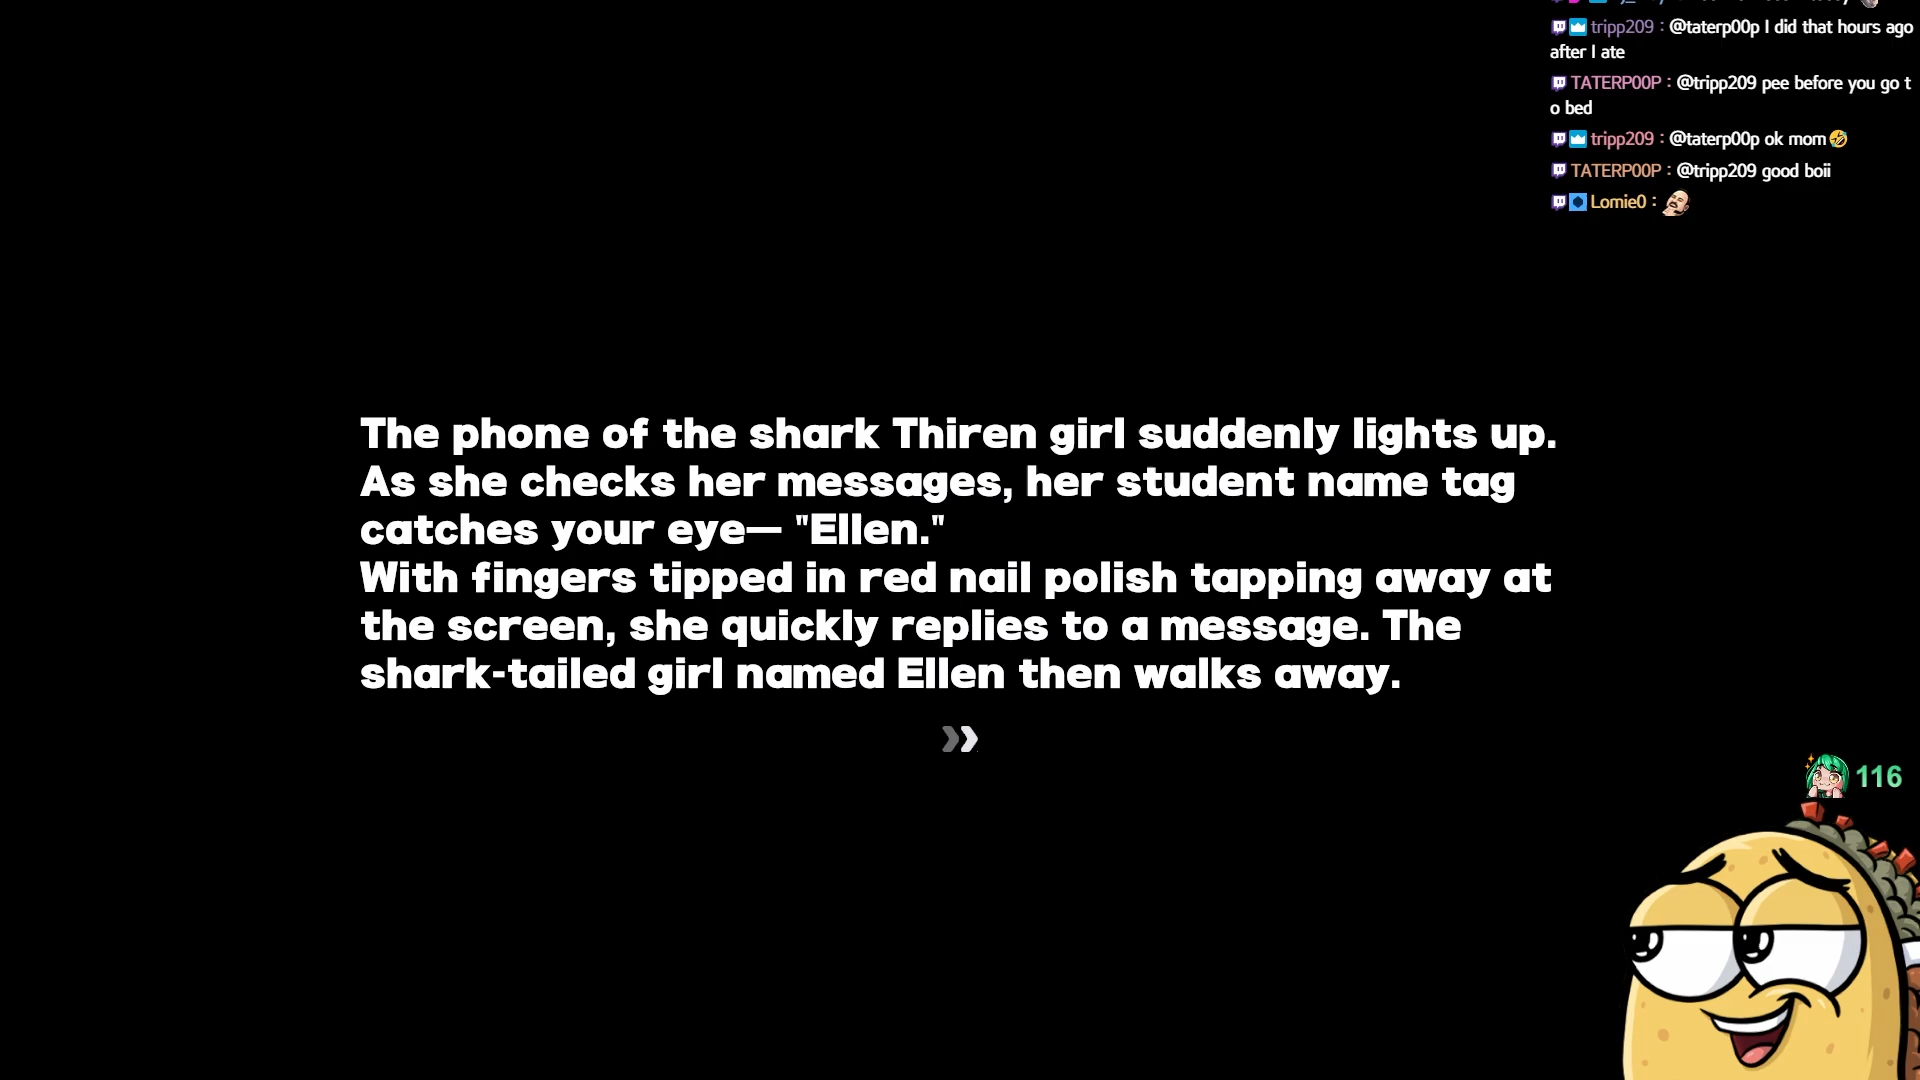 tripp209 : @taterp00p I did that hours ago
after I ate
TATERP00P : @tripp209 pee before you go t
o bed
tripp209 : @taterp00p ok mom🤣
TATERP00P : @tripp209 good boii
Lomie0 :
The phone of the shark Thiren girl suddenly lights up.
As she checks her messages, her student name tag
catches your eye— "Ellen."
With fingers tipped in red nail polish tapping away at
the screen, she quickly replies to a message. The
shark-tailed girl named Ellen then walks away.
116